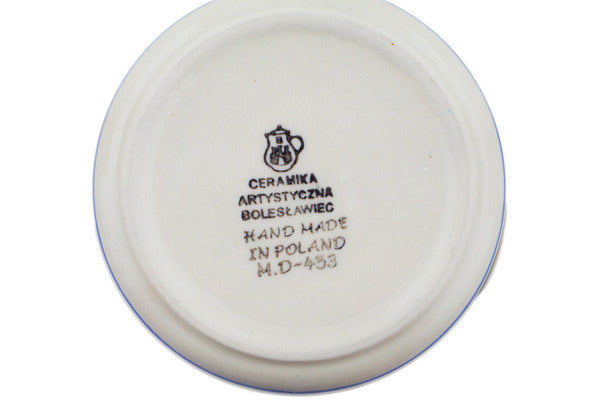 CERAMIKA
ARTYSTYCZNA
BOLESŁAWIEC
HAND MADE
IN POLAND
M.D-453